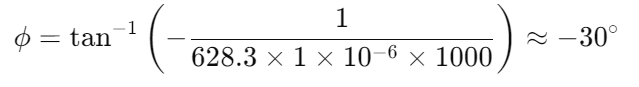 ϕ = tan⁻¹ (− 1 / (628.3 × 1 × 10⁻⁶ × 1000)) ≈ −30°